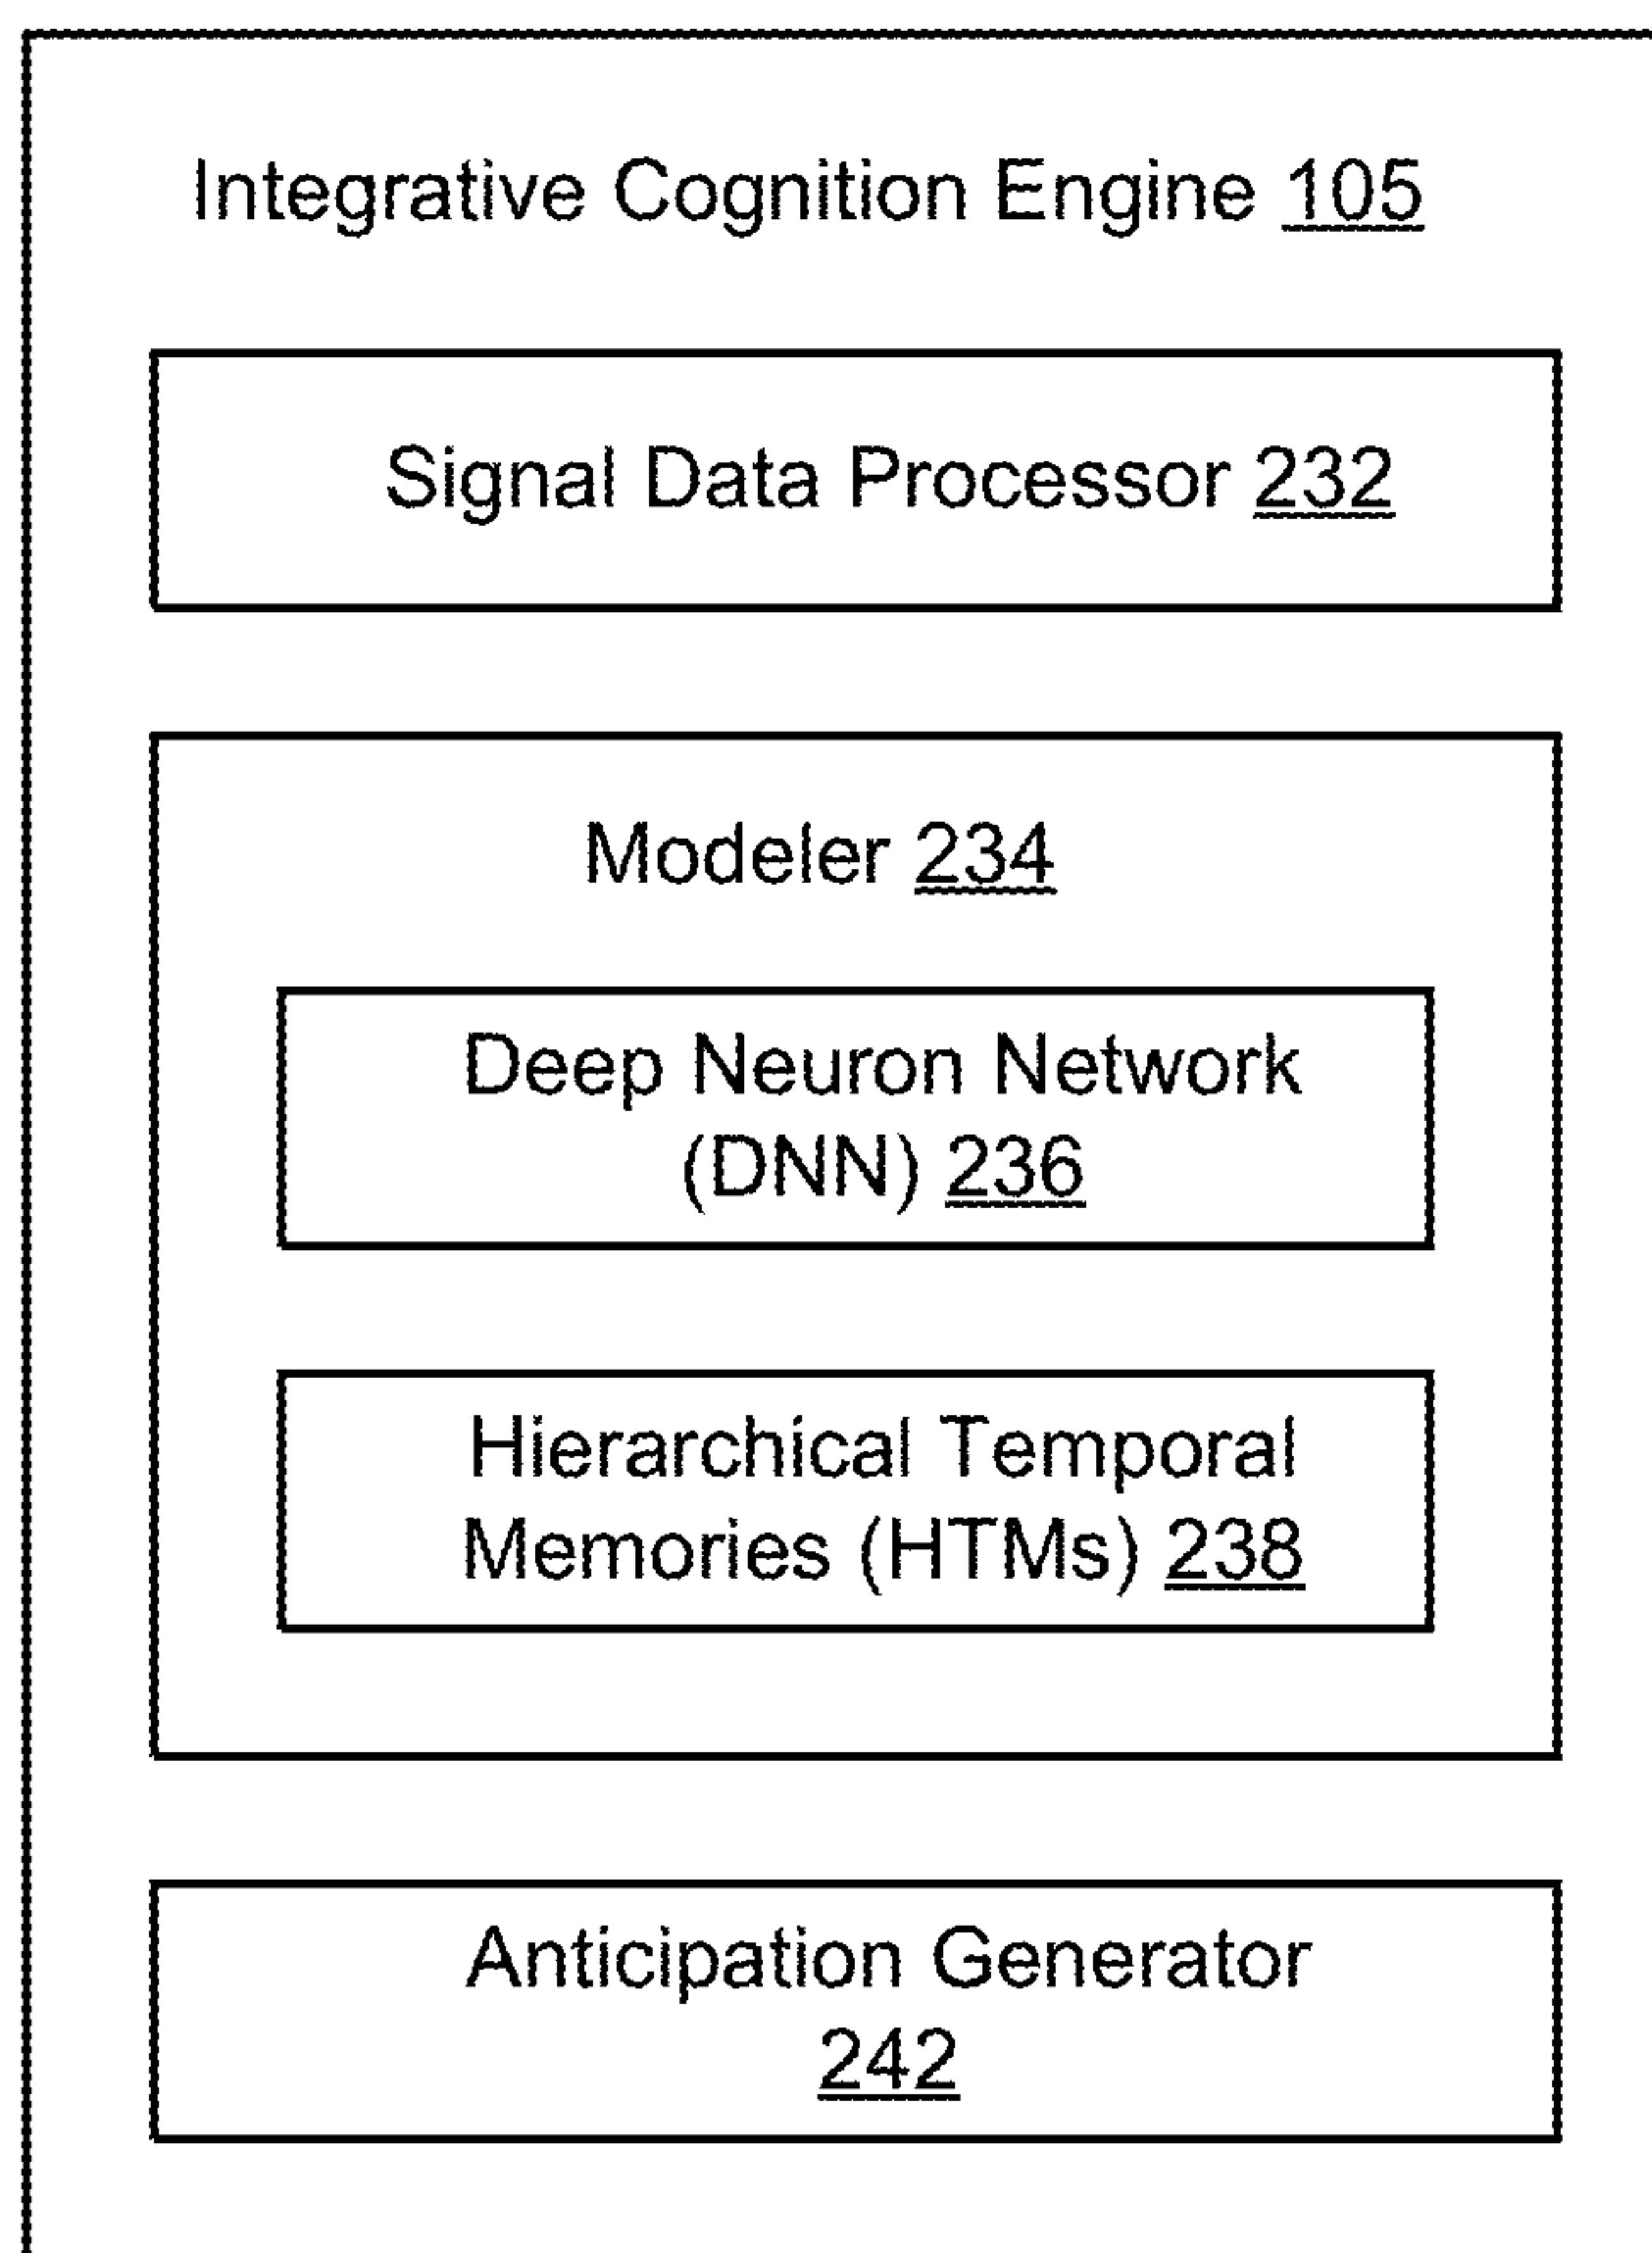 Integrative Cognition Engine 105
Signal Data Processor 232
Modeler 234
Deep Neuron Network
(DNN) 236
Hierarchical Temporal
Memories (HTMs) 238
Anticipation Generator
242